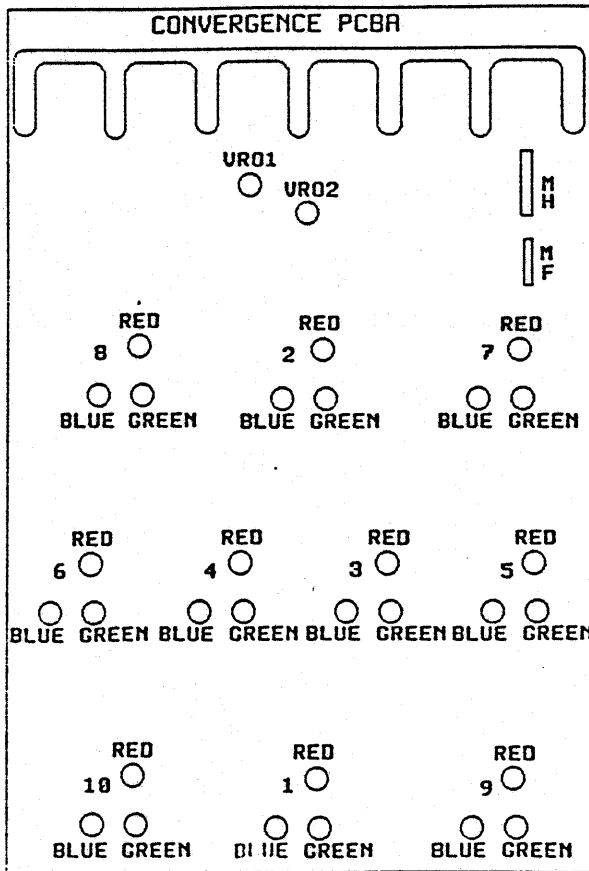 CONVERGENCE PCBA
VR01
VR02
MH
MF
RED RED RED
8 2 7
BLUE GREEN BLUE GREEN BLUE GREEN
RED RED RED RED
6 4 3 5
BLUE GREEN BLUE GREEN BLUE GREEN BLUE GREEN
RED RED RED
10 1 9
BLUE GREEN BLUE GREEN BLUE GREEN